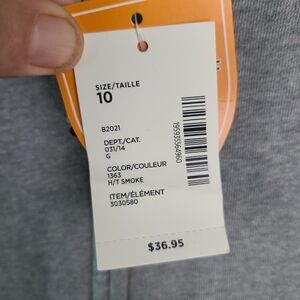 SIZE/TAILLE
10
B2021
DEPT./CAT.
031/14
G
COLOR/COULEUR
1363
H/T SMOKE
ITEM/ÉLÉMENT
3030580
$36.95